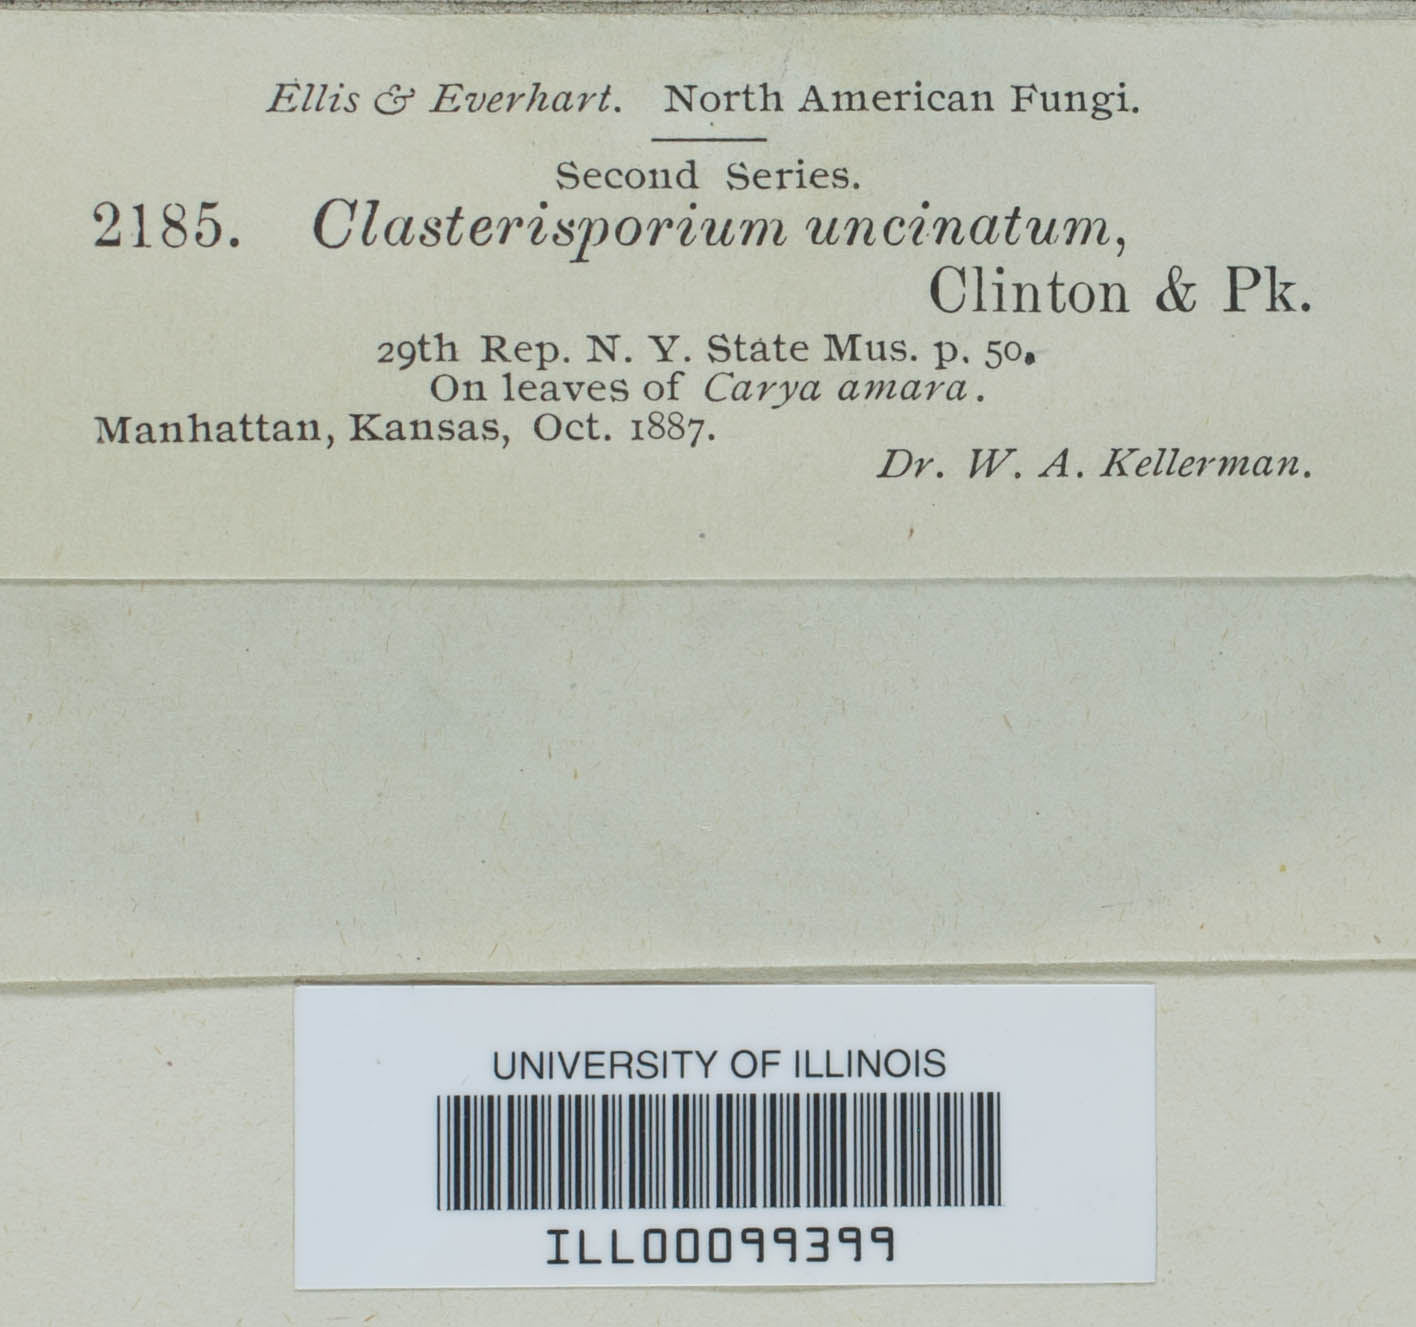 Ellis & Everhart. North American Fungi.
Second Series.
2185. Clasterisporium uncinatum,
Clinton & Pk.
29th Rep. N. Y. State Mus. p. 50.
On leaves of Carya amara.
Manhattan, Kansas, Oct. 1887.
Dr. W. A. Kellerman.
UNIVERSITY OF ILLINOIS
ILL00099399